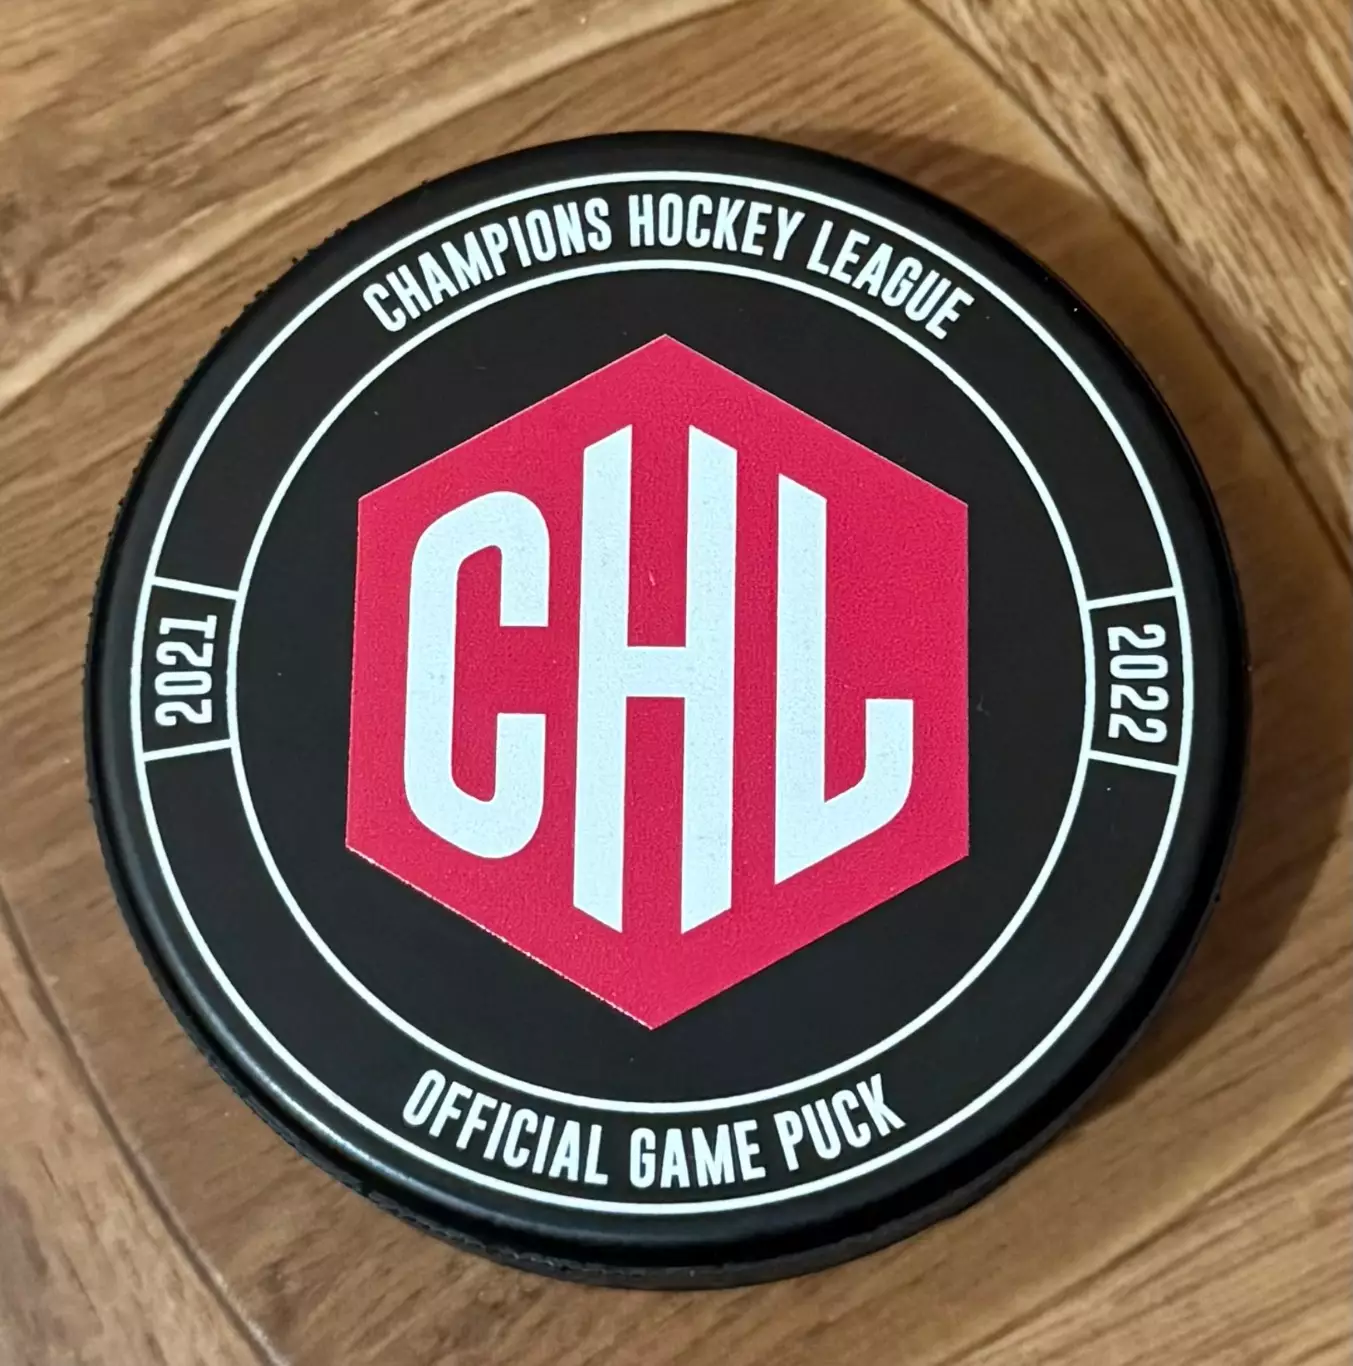 CHAMPIONS HOCKEY LEAGUE
2021
CHL
2022
OFFICIAL GAME PUCK